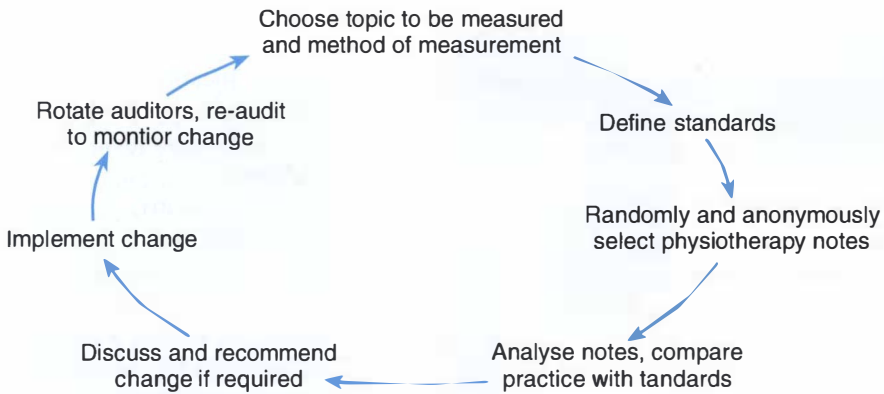 Choose topic to be measured
and method of measurement
Define standards
Randomly and anonymously
select physiotherapy notes
Analyse notes, compare
practice with tandards
Discuss and recommend
change if required
Implement change
Rotate auditors, re-audit
to montior change